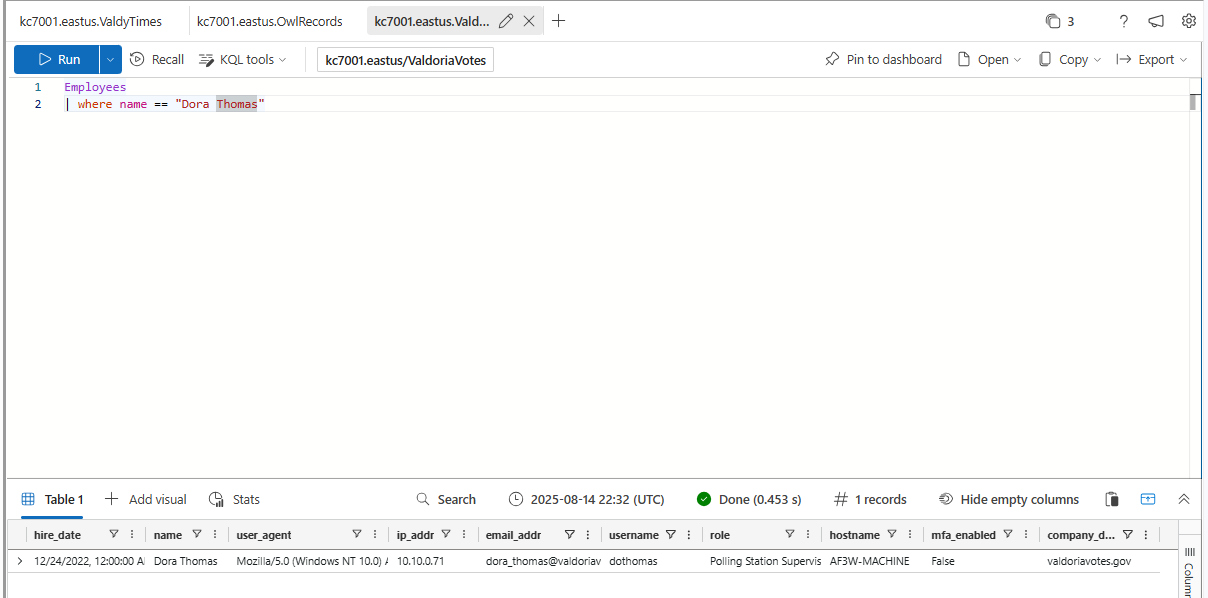 kc7001.eastus.ValdyTimes kc7001.eastus.OwlRecords kc7001.eastus.Vald... 3 ?
Run Recall KQL tools kc7001.eastus/ValdoriaVotes Pin to dashboard Open Copy Export
1 Employees
2 | where name == "Dora Thomas"
Table 1 Add visual Stats Search 2025-08-14 22:32 (UTC) Done (0.453 s) 1 records Hide empty columns
hire_date name user_agent ip_addr email_addr username role hostname mfa_enabled company_d...
12/24/2022, 12:00:00 A Dora Thomas Mozilla/5.0 (Windows NT 10.0) A 10.10.0.71 dora_thomas@valdoriav dothomas Polling Station Supervis AF3W-MACHINE False valdoriavotes.gov
Column